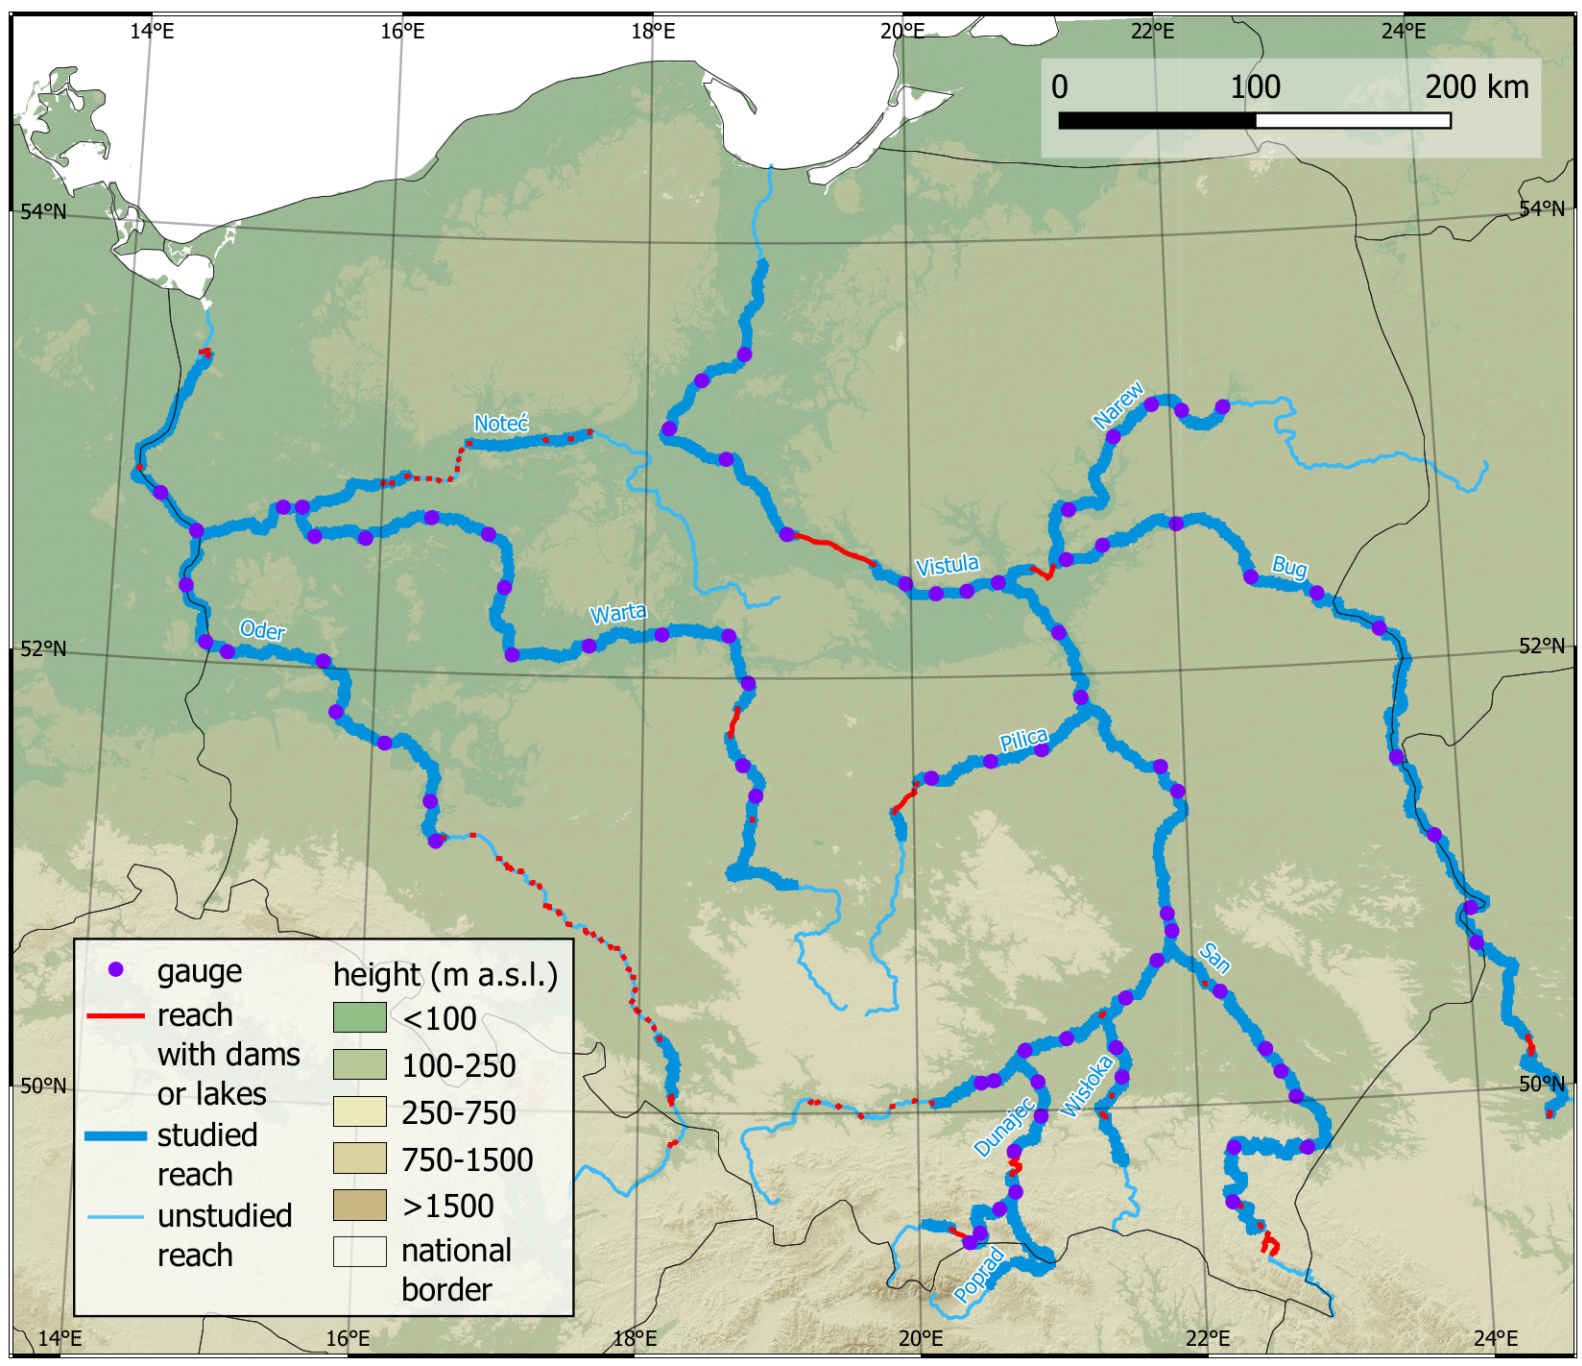 14°E
16°E
18°E
20°E
22°E
24°E
0 100 200 km
54°N
54°N
Narew
Noteć
Vistula
Bug
Warta
Oder
52°N
52°N
Pilica
San
gauge
reach
with dams
or lakes
studied
reach
unstudied
reach
height (m a.s.l.)
<100
100-250
250-750
750-1500
>1500
national
border
Wisłoka
50°N
50°N
Dunajec
Poprad
14°E
16°E
18°E
20°E
22°E
24°E